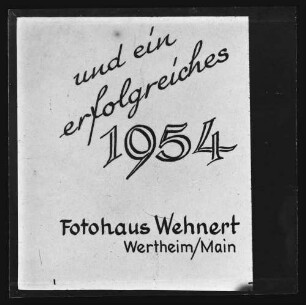 und ein
erfolgreiches
1954
Fotohaus Wehnert
Wertheim/Main